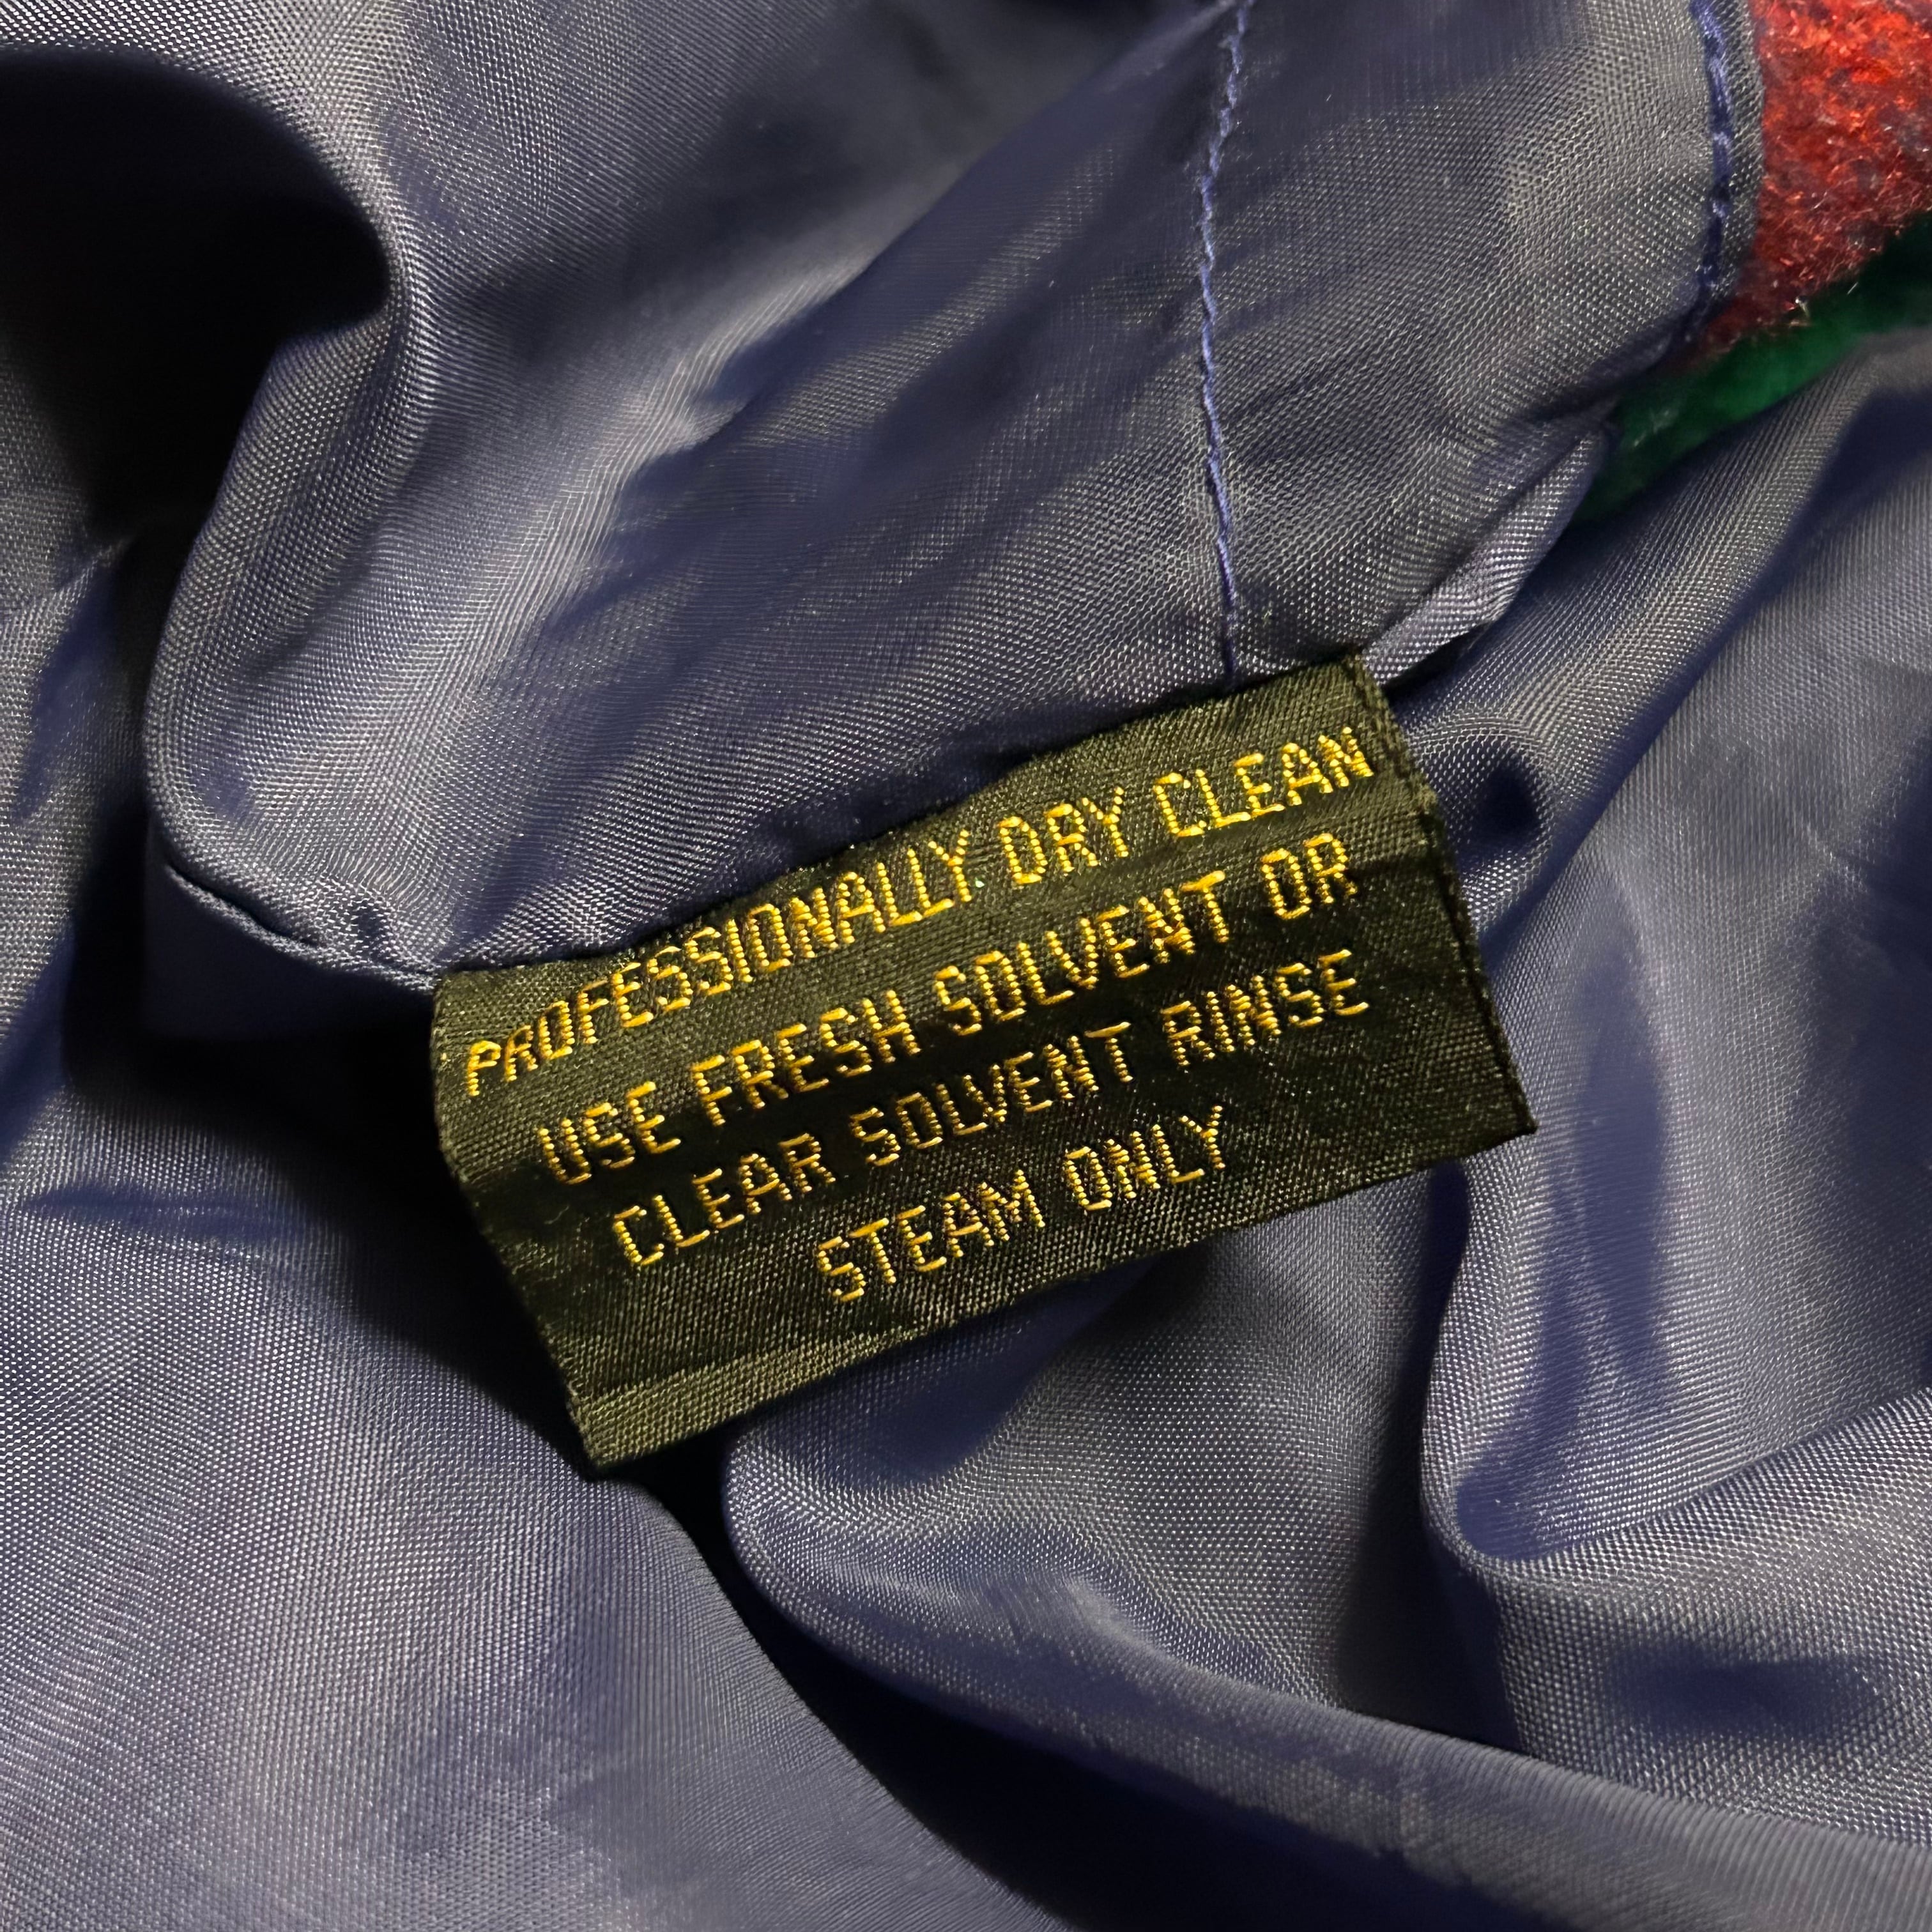 PROFESSIONALLY DRY CLEAN
USE FRESH SOLVENT OR
CLEAR SOLVENT RINSE
STEAM ONLY